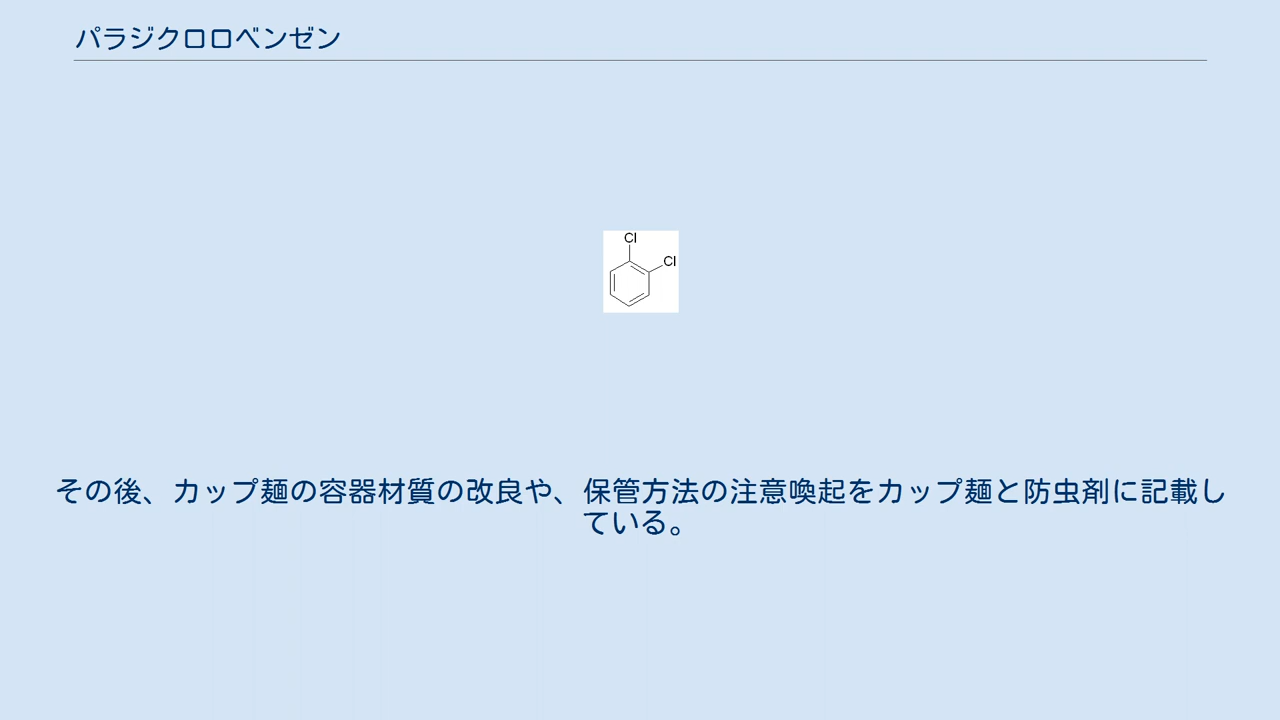 パラジクロロベンゼン
Cl
Cl
その後、カップ麺の容器材質の改良や、保管方法の注意喚起をカップ麺と防虫剤に記載し
ている。